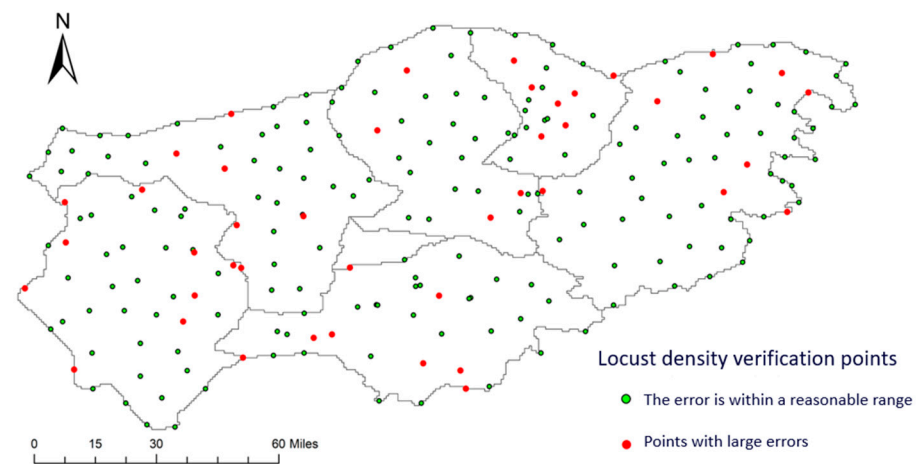 N
Locust density verification points
The error is within a reasonable range
Points with large errors
0 15 30 60 Miles